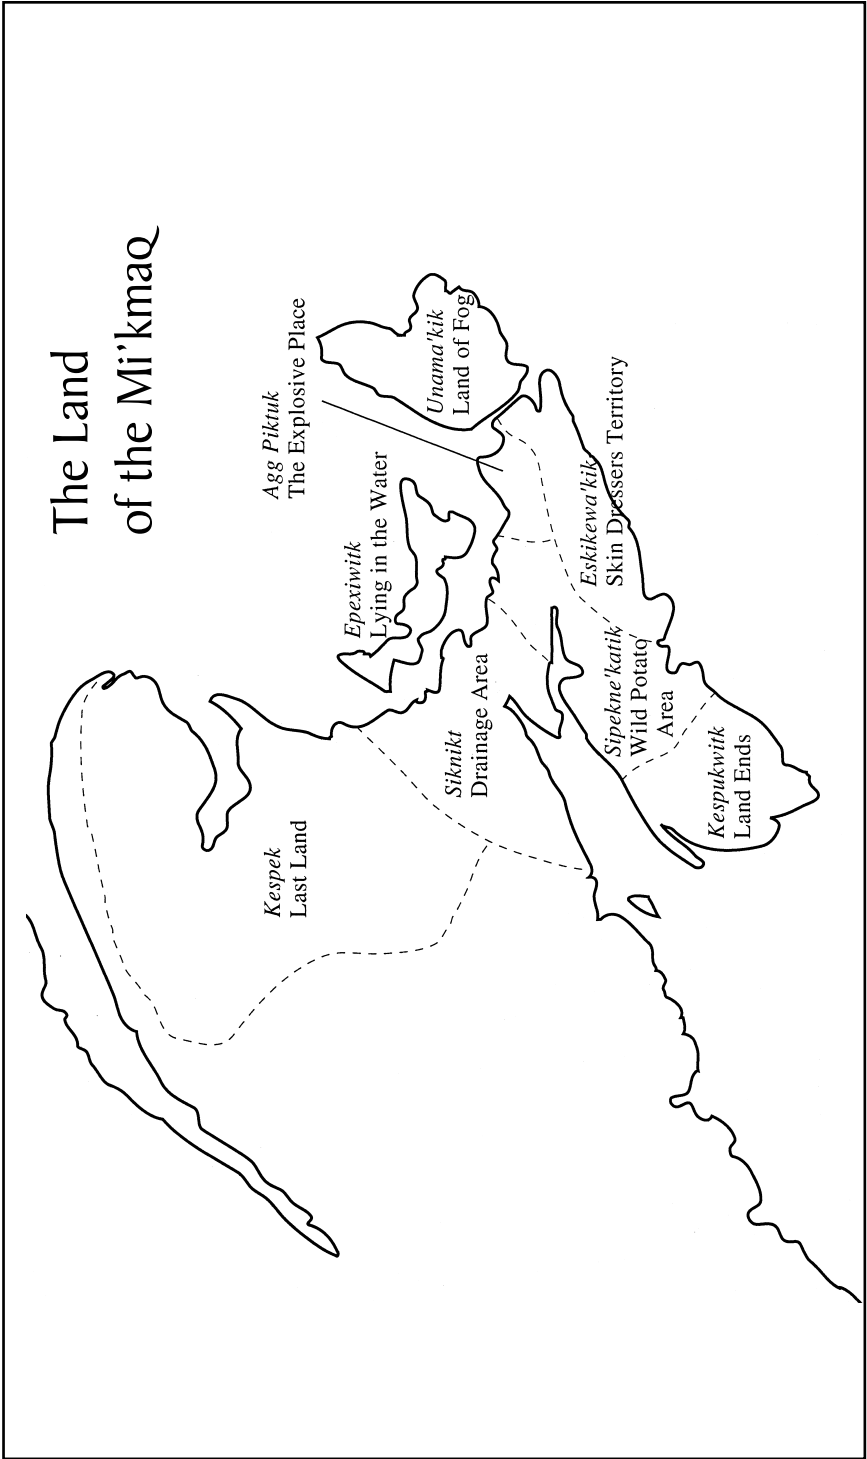 The Land
of the Mi'kmaq
Agg Piktuk
The Explosive Place
Unama'kik
Land of Fog
Epexiwitk
Lying in the Water
Kespek
Last Land
Siknikt
Drainage Area
Eskikewa'kik
Skin Dressers Territory
Sipekne'katik
Wild Potato
Area
Kespukwitk
Land Ends